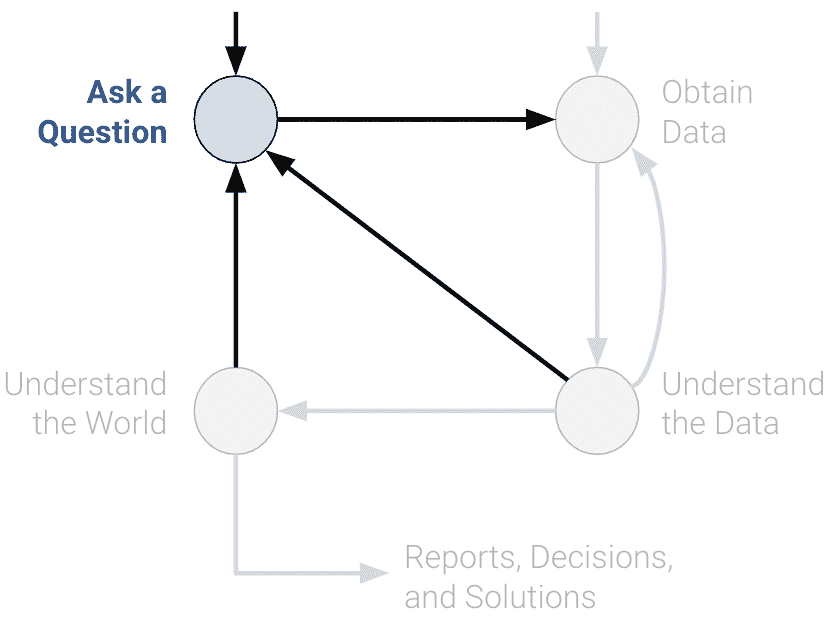 Ask a
Question
Obtain
Data
Understand
the World
Understand
the Data
Reports, Decisions,
and Solutions